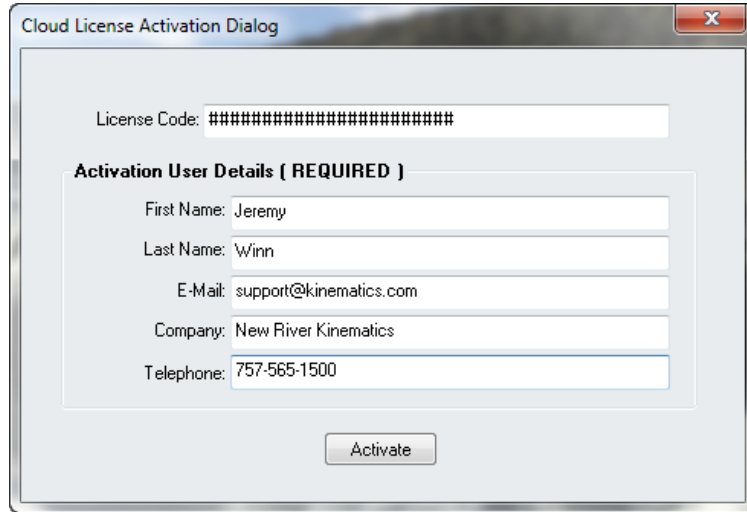 Cloud License Activation Dialog
x
License Code: #######################
Activation User Details ( REQUIRED )
First Name: Jeremy
Last Name: Winn
E-Mail: support@kinematics.com
Company: New River Kinematics
Telephone: 757-565-1500
Activate